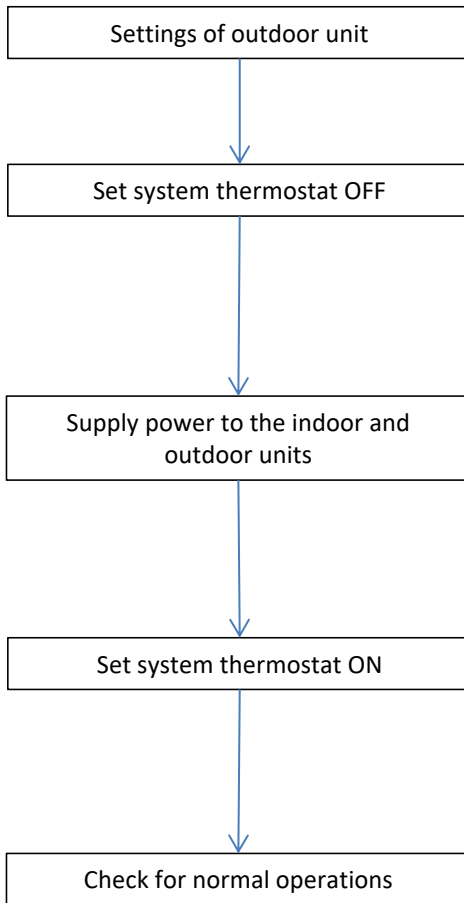 Settings of outdoor unit
Set system thermostat OFF
Supply power to the indoor and
outdoor units
Set system thermostat ON
Check for normal operations